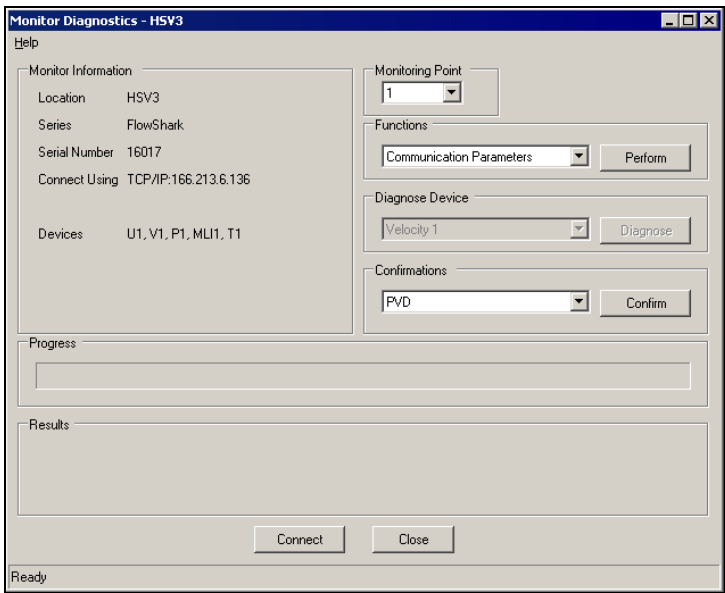 Monitor Diagnostics - HSV3
Help
Monitor Information
Location HSV3
Series FlowShark
Serial Number 16017
Connect Using TCP/IP:166.213.6.136
Devices U1, V1, P1, MLI1, T1
Monitoring Point
1
Functions
Communication Parameters Perform
Diagnose Device
Velocity 1 Diagnose
Confirmations
PVD Confirm
Progress
Results
Connect Close
Ready